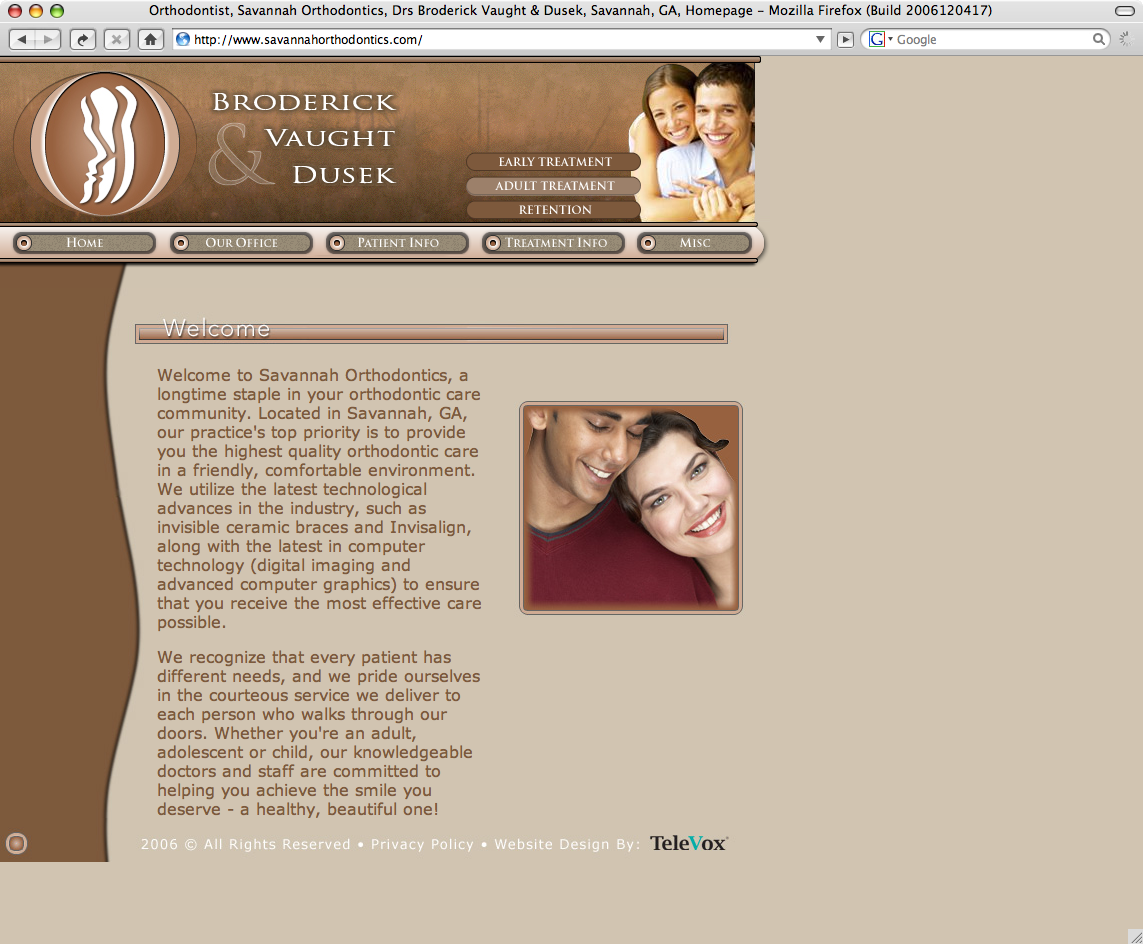 Orthodontist, Savannah Orthodontics, Drs Broderick Vaught & Dusek, Savannah, GA, Homepage – Mozilla Firefox (Build 2006120417)
http://www.savannahorthodontics.com/
G Google
BRODERICK
VAUGHT
& DUSEK
EARLY TREATMENT
ADULT TREATMENT
RETENTION
HOME OUR OFFICE PATIENT INFO TREATMENT INFO MISC
Welcome
Welcome to Savannah Orthodontics, a
longtime staple in your orthodontic care
community. Located in Savannah, GA,
our practice's top priority is to provide
you the highest quality orthodontic care
in a friendly, comfortable environment.
We utilize the latest technological
advances in the industry, such as
invisible ceramic braces and Invisalign,
along with the latest in computer
technology (digital imaging and
advanced computer graphics) to ensure
that you receive the most effective care
possible.
We recognize that every patient has
different needs, and we pride ourselves
in the courteous service we deliver to
each person who walks through our
doors. Whether you're an adult,
adolescent or child, our knowledgeable
doctors and staff are committed to
helping you achieve the smile you
deserve - a healthy, beautiful one!
2006 © All Rights Reserved • Privacy Policy • Website Design By: TeleVox